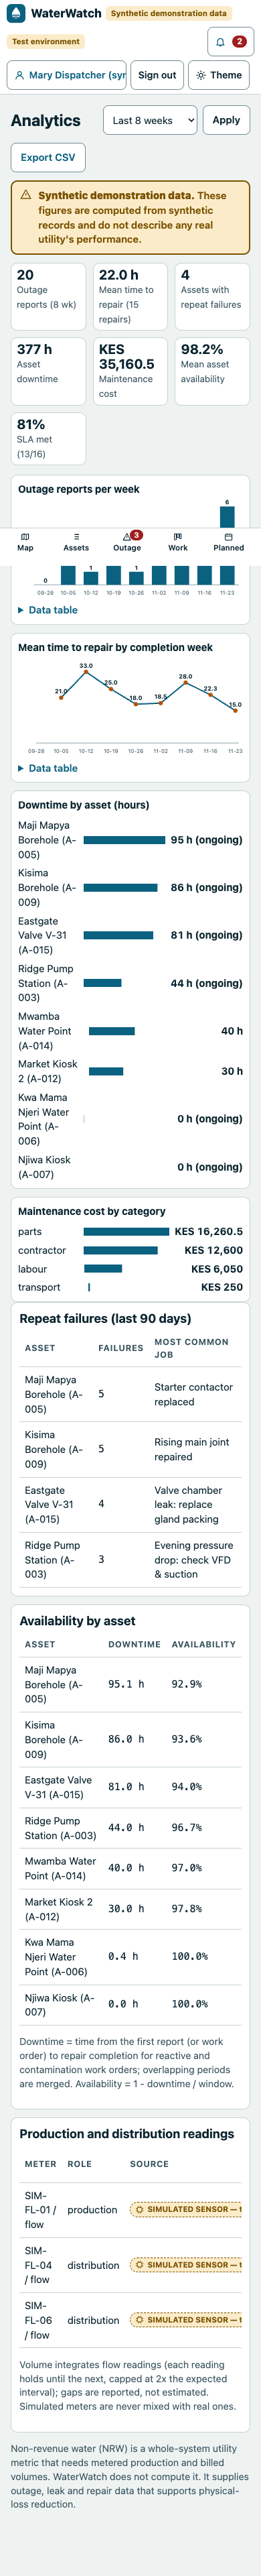 WaterWatch
Synthetic demonstration data
Test environment
2
Mary Dispatcher (syr
Sign out
Theme
Analytics
Last 8 weeks
Apply
Export CSV
Synthetic demonstration data. These
figures are computed from synthetic
records and do not describe any real
utility's performance.
20
Outage
reports (8 wk)
22.0 h
Mean time to
repair (15
repairs)
4
Assets with
repeat failures
377 h
Asset
downtime
KES
35,160.5
Maintenance
cost
98.2%
Mean asset
availability
81%
SLA met
(13/16)
Outage reports per week
6
Map
Assets
3
Outage
Work
Planned
0
1
1
09-28 10-05 10-12 10-19 10-26 11-02 11-09 11-16 11-23
Data table
Mean time to repair by completion week
21.0
33.0
25.0
18.0
18.5
28.0
22.3
15.0
09-28 10-05 10-12 10-19 10-26 11-02 11-09 11-16 11-23
Data table
Downtime by asset (hours)
Maji Mapya
Borehole (A-
005)
95 h (ongoing)
Kisima
Borehole (A-
009)
86 h (ongoing)
Eastgate
Valve V-31
(A-015)
81 h (ongoing)
Ridge Pump
Station (A-
003)
44 h (ongoing)
Mwamba
Water Point
(A-014)
40 h
Market Kiosk
2 (A-012)
30 h
Kwa Mama
Njeri Water
Point (A-
006)
0 h (ongoing)
Njiwa Kiosk
(A-007)
0 h (ongoing)
Maintenance cost by category
parts KES 16,260.5
contractor KES 12,600
labour KES 6,050
transport KES 250
Repeat failures (last 90 days)
ASSET FAILURES MOST COMMON
JOB
Maji Mapya
Borehole (A-
005)
5
Starter contactor
replaced
Kisima
Borehole (A-
009)
5
Rising main joint
repaired
Eastgate
Valve V-31
(A-015)
4
Valve chamber
leak: replace
gland packing
Ridge Pump
Station (A-
003)
3
Evening pressure
drop: check VFD
& suction
Availability by asset
ASSET DOWNTIME AVAILABILITY
Maji Mapya
Borehole (A-
005)
95.1 h 92.9%
Kisima
Borehole (A-
009)
86.0 h 93.6%
Eastgate Valve
V-31 (A-015)
81.0 h 94.0%
Ridge Pump
Station (A-003)
44.0 h 96.7%
Mwamba Water
Point (A-014)
40.0 h 97.0%
Market Kiosk 2
(A-012)
30.0 h 97.8%
Kwa Mama
Njeri Water
Point (A-006)
0.4 h 100.0%
Njiwa Kiosk (A-
007)
0.0 h 100.0%
Downtime = time from the first report (or work
order) to repair completion for reactive and
contamination work orders; overlapping periods
are merged. Availability = 1 - downtime / window.
Production and distribution readings
METER ROLE SOURCE
SIM-
FL-01 /
flow
production
SIMULATED SENSOR —
SIM-
FL-04
/ flow
distribution
SIMULATED SENSOR —
SIM-
FL-06
/ flow
distribution
SIMULATED SENSOR —
Volume integrates flow readings (each reading
holds until the next, capped at 2x the expected
interval); gaps are reported, not estimated.
Simulated meters are never mixed with real ones.
Non-revenue water (NRW) is a whole-system utility
metric that needs metered production and billed
volumes. WaterWatch does not compute it. It supplies
outage, leak and repair data that supports physical-
loss reduction.